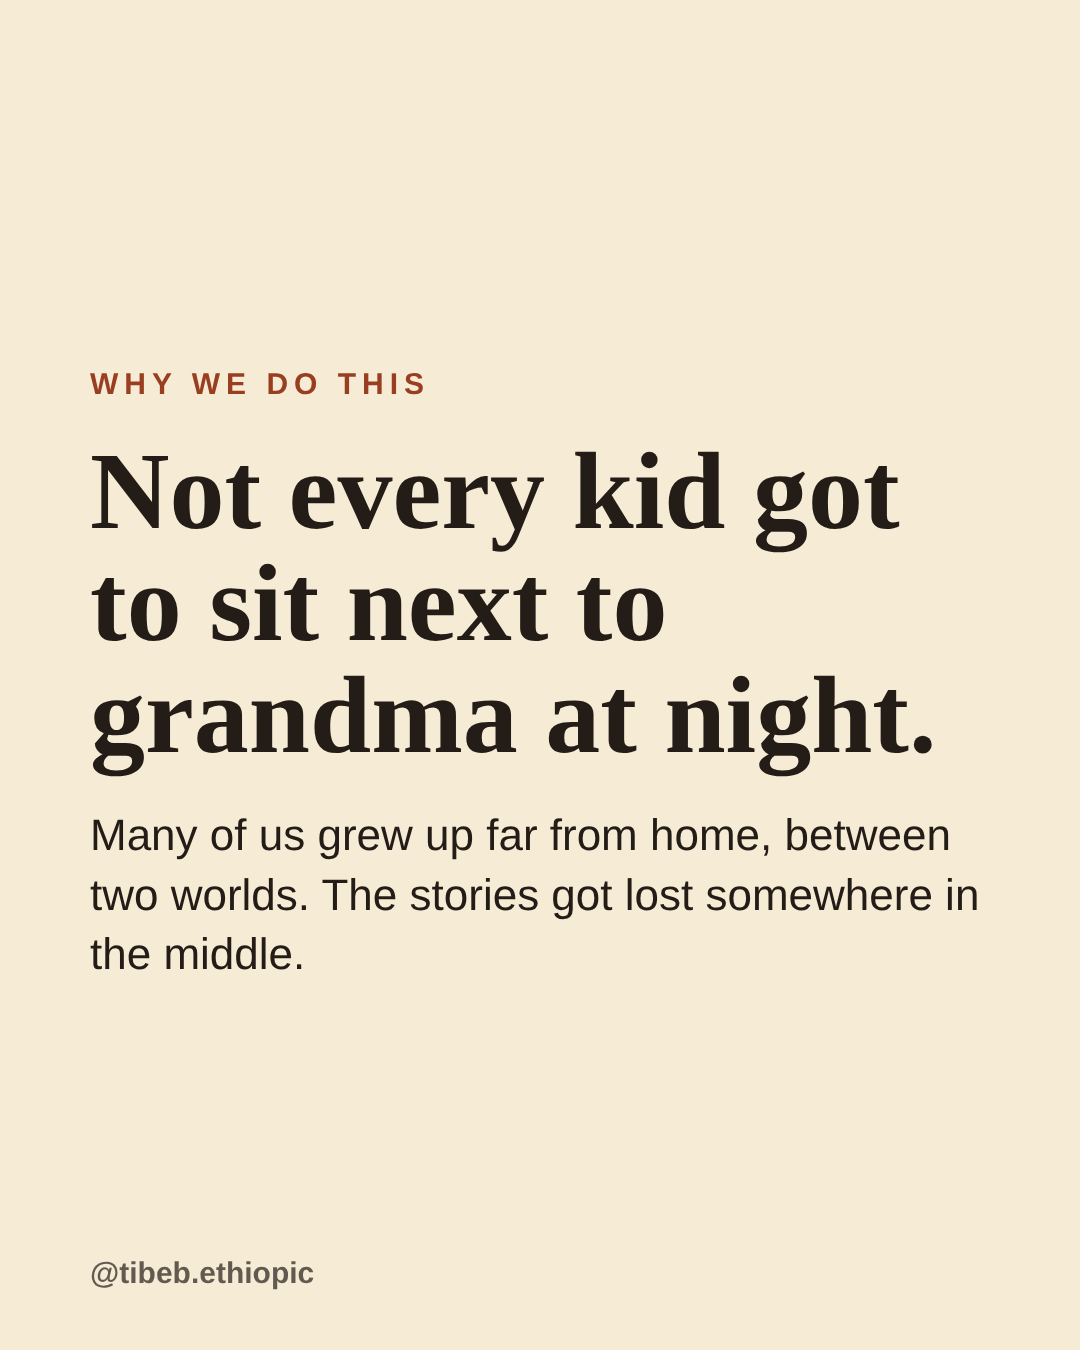 WHY WE DO THIS
Not every kid got
to sit next to
grandma at night.
Many of us grew up far from home, between
two worlds. The stories got lost somewhere in
the middle.
@tibeb.ethiopic